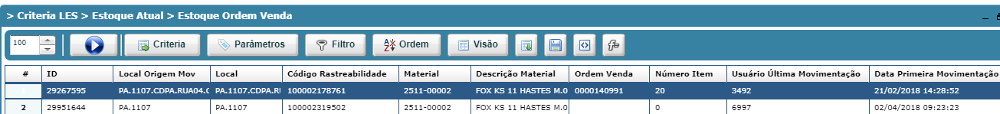 > Criteria LES > Estoque Atual > Estoque Ordem Venda
100 Criteria Parâmetros Filtro Ordem Visão
# ID Local Origem Mov Local Código Rastreabilidade Material Descrição Material Ordem Venda Número Item Usuário Última Movimentação Data Primeira Movimentação
1 29267595 PA.1107.CDPA.RUA04.C PA.1107.CDPA.RU 100002178761 2511-00002 FOX KS 11 HASTES M.0 0000140991 20 3492 21/02/2018 14:28:52
2 29951644 PA.1107 PA.1107 100002319502 2511-00002 FOX KS 11 HASTES M.0 0 6997 02/04/2018 09:23:23